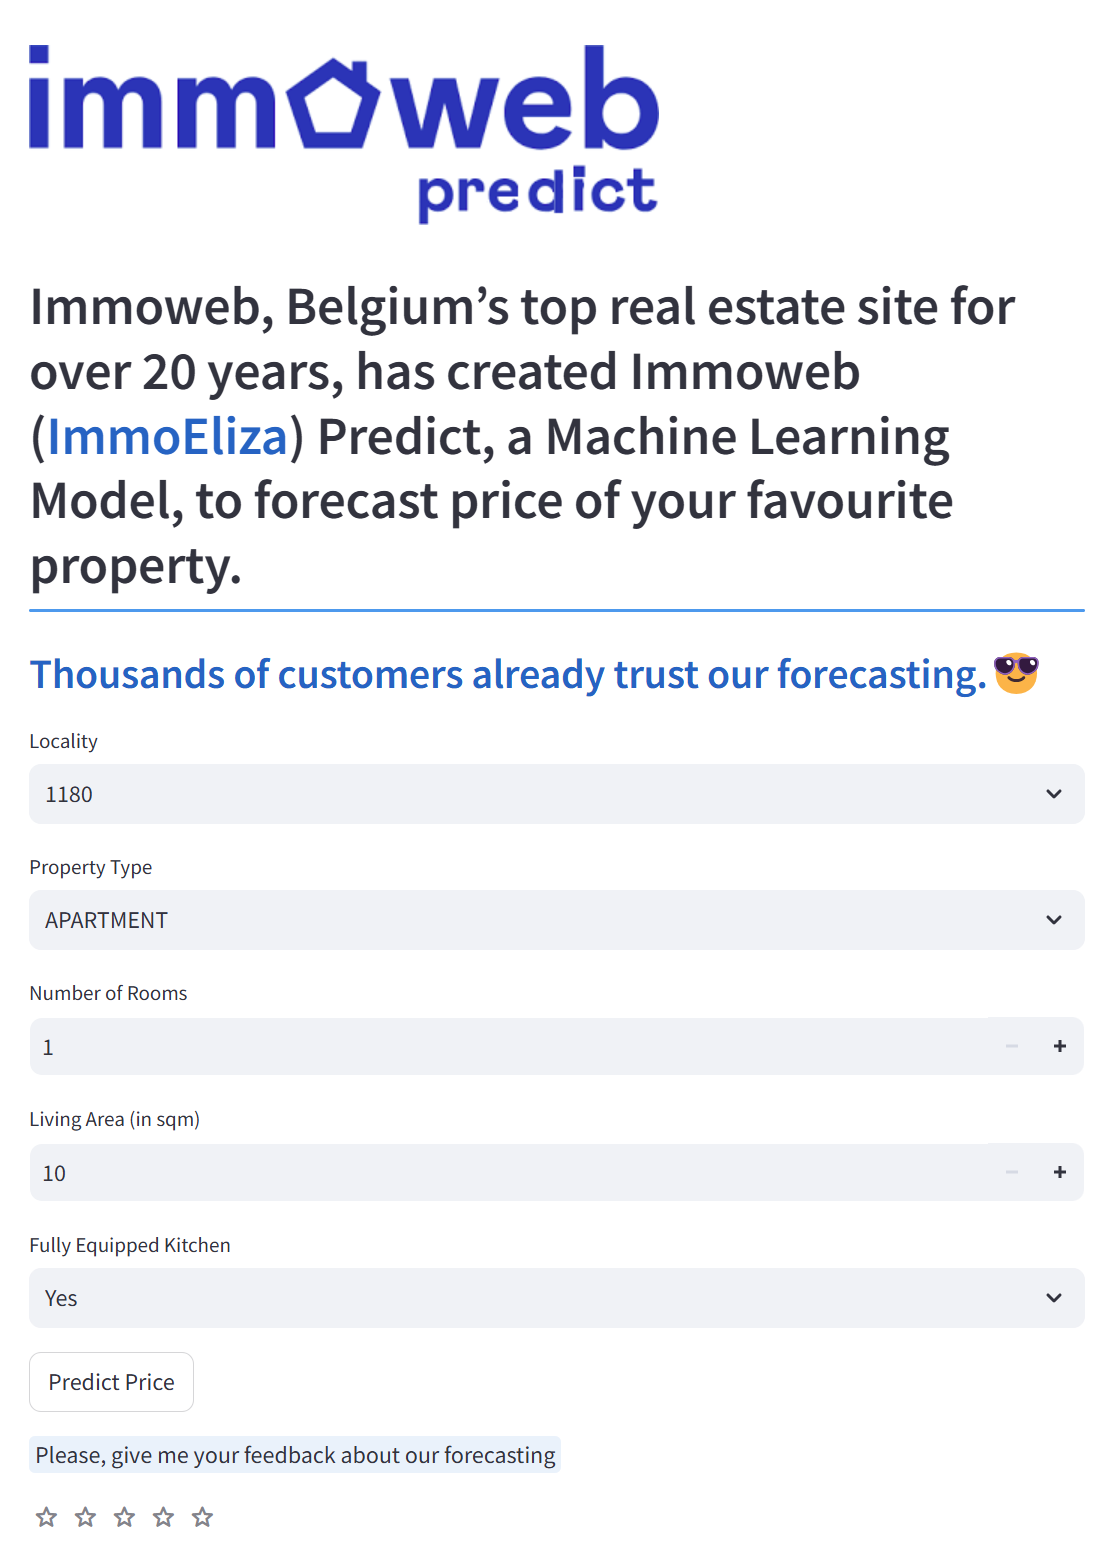 immoweb
predict
Immoweb, Belgium’s top real estate site for
over 20 years, has created Immoweb
(ImmoEliza) Predict, a Machine Learning
Model, to forecast price of your favourite
property.
Thousands of customers already trust our forecasting.😎
Locality
1180
Property Type
APARTMENT
Number of Rooms
1
Living Area (in sqm)
10
Fully Equipped Kitchen
Yes
Predict Price
Please, give me your feedback about our forecasting